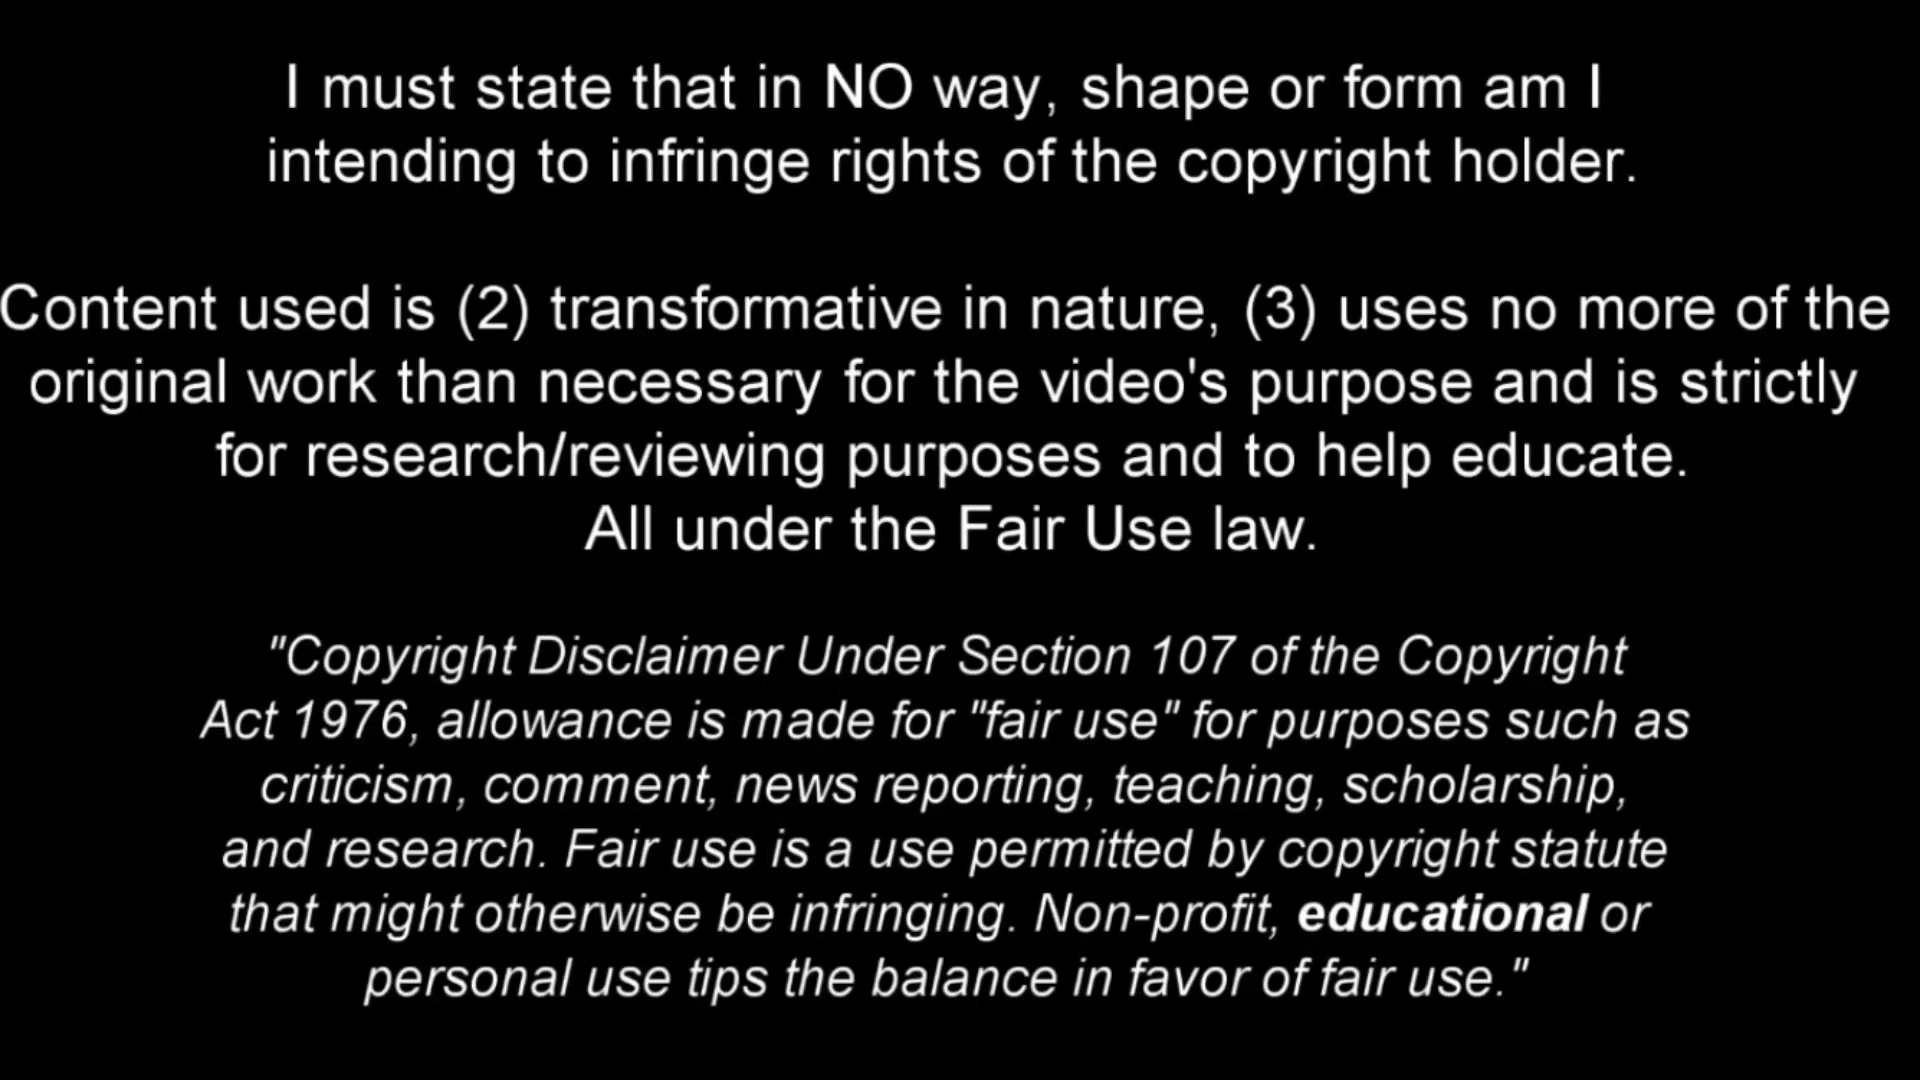 I must state that in NO way, shape or form am I
intending to infringe rights of the copyright holder.
Content used is (2) transformative in nature, (3) uses no more of the
original work than necessary for the video's purpose and is strictly
for research/reviewing purposes and to help educate.
All under the Fair Use law.
"Copyright Disclaimer Under Section 107 of the Copyright
Act 1976, allowance is made for "fair use" for purposes such as
criticism, comment, news reporting, teaching, scholarship,
and research. Fair use is a use permitted by copyright statute
that might otherwise be infringing. Non-profit, educational or
personal use tips the balance in favor of fair use."